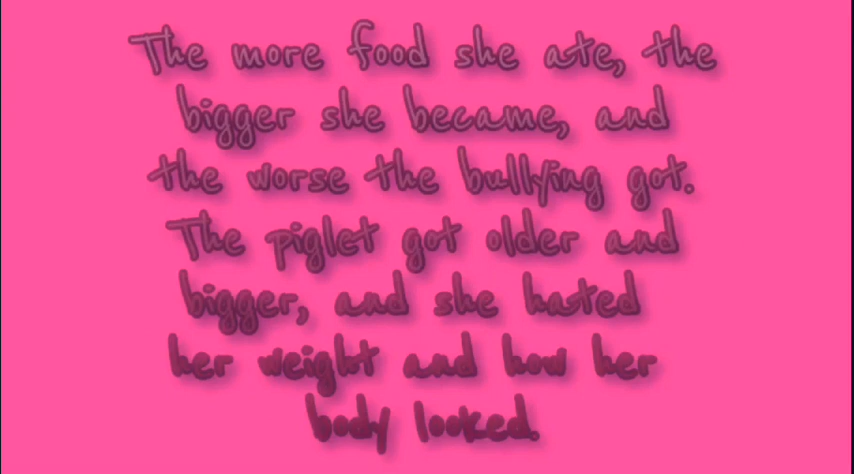 The more food she ate, the
bigger she became, and
the worse the bullying got.
The piglet got older and
bigger, and she hated
her weight and how her
body looked.